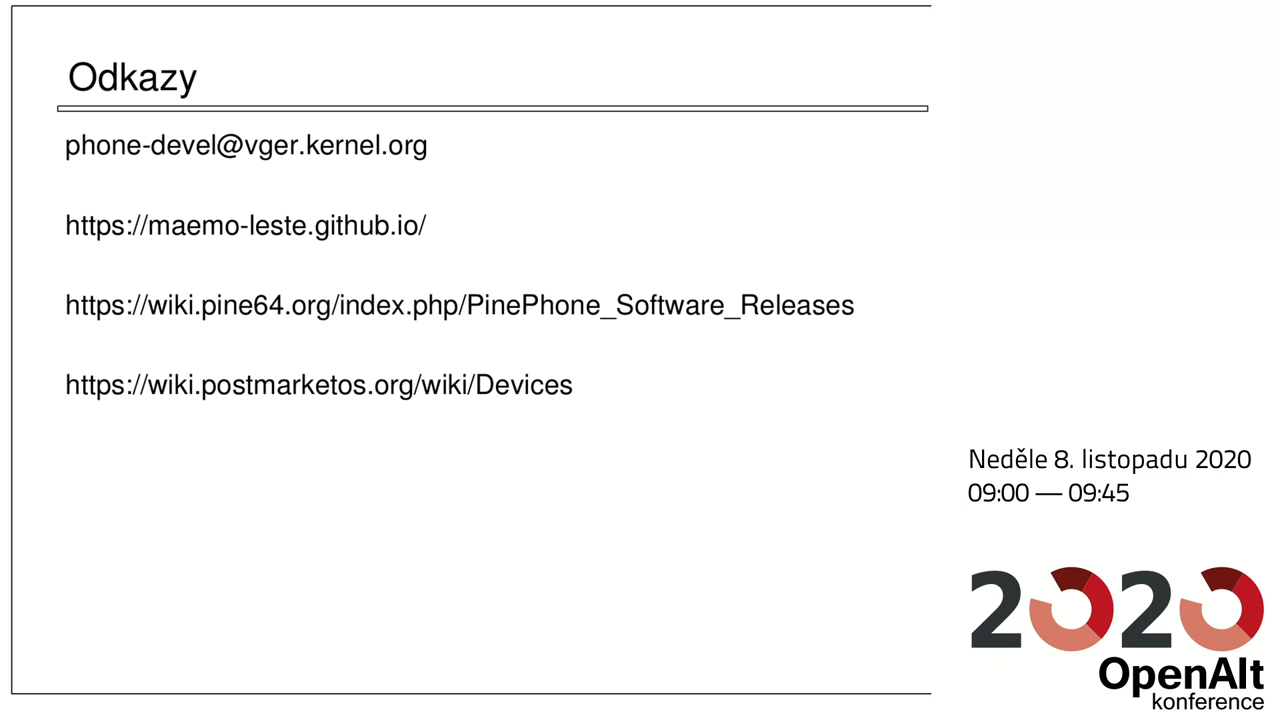 Odkazy
phone-devel@vger.kernel.org
https://maemo-leste.github.io/
https://wiki.pine64.org/index.php/PinePhone_Software_Releases
https://wiki.postmarketos.org/wiki/Devices
Neděle 8. listopadu 2020
09:00 — 09:45
2020
OpenAlt
konference